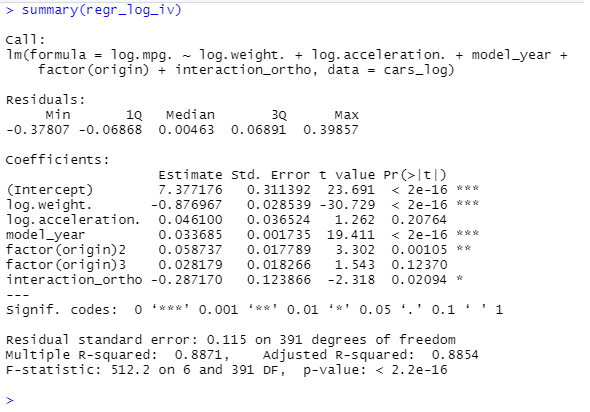 > summary(regr_log_iv)
Call:
lm(formula = log.mpg. ~ log.weight. + log.acceleration. + model_year +
    factor(origin) + interaction_ortho, data = cars_log)
Residuals:
     Min       1Q   Median       3Q      Max
-0.37807 -0.06868  0.00463  0.06891  0.39857
Coefficients:
                   Estimate Std. Error t value Pr(>|t|)
(Intercept)        7.377176   0.311392  23.691  < 2e-16 ***
log.weight.       -0.876967   0.028539 -30.729  < 2e-16 ***
log.acceleration.  0.046100   0.036524   1.262  0.20764
model_year         0.033685   0.001735  19.411  < 2e-16 ***
factor(origin)2    0.058737   0.017789   3.302  0.00105 **
factor(origin)3    0.028179   0.018266   1.543  0.12370
interaction_ortho -0.287170   0.123866  -2.318  0.02094 *
---
Signif. codes:  0 ‘***’ 0.001 ‘**’ 0.01 ‘*’ 0.05 ‘.’ 0.1 ‘ ’ 1
Residual standard error: 0.115 on 391 degrees of freedom
Multiple R-squared:  0.8871,    Adjusted R-squared:  0.8854
F-statistic: 512.2 on 6 and 391 DF,  p-value: < 2.2e-16
>